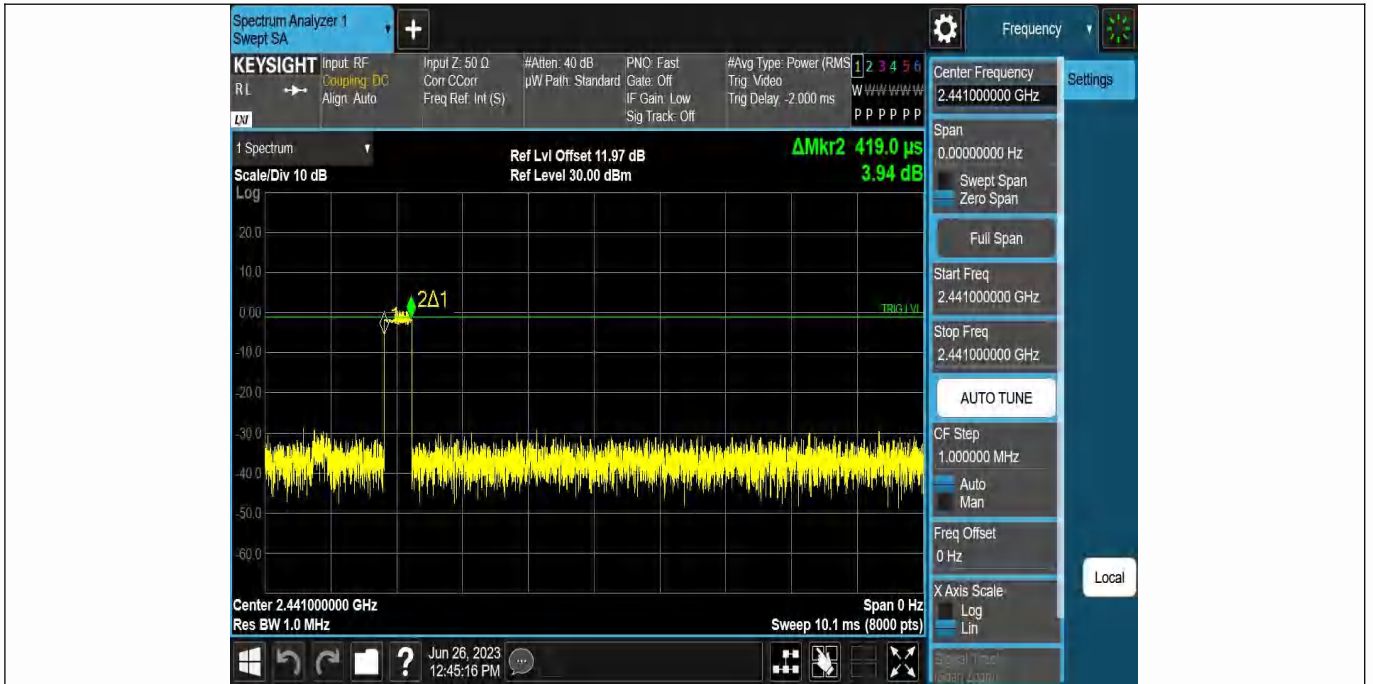 Spectrum Analyzer 1
Swept SA
Frequency
KEYSIGHT
RL
LXI
Input: RF
Coupling: DC
Align: Auto
Input Z: 50 Ω
Corr CCorr
Freq Ref: Int (S)
#Atten: 40 dB
µW Path: Standard
PNO: Fast
Gate: Off
IF Gain: Low
Sig Track: Off
#Avg Type: Power (RMS
Trig: Video
Trig Delay: -2.000 ms
1 2 3 4 5 6
W W W W W W
P P P P P P
1 Spectrum
Scale/Div 10 dB
Ref Lvl Offset 11.97 dB
Ref Level 30.00 dBm
ΔMkr2 419.0 µs
3.94 dB
Log
20.0
10.0
0.00
-10.0
-20.0
-30.0
-40.0
-50.0
-60.0
2Δ1
TRIG LVL
Center 2.441000000 GHz
Res BW 1.0 MHz
Span 0 Hz
Sweep 10.1 ms (8000 pts)
Jun 26, 2023
12:45:16 PM
Center Frequency
2.441000000 GHz
Settings
Span
0.00000000 Hz
Swept Span
Zero Span
Full Span
Start Freq
2.441000000 GHz
Stop Freq
2.441000000 GHz
AUTO TUNE
CF Step
1.000000 MHz
Auto
Man
Freq Offset
0 Hz
X Axis Scale
Log
Lin
Local
Signal Track
(Span Zoom)